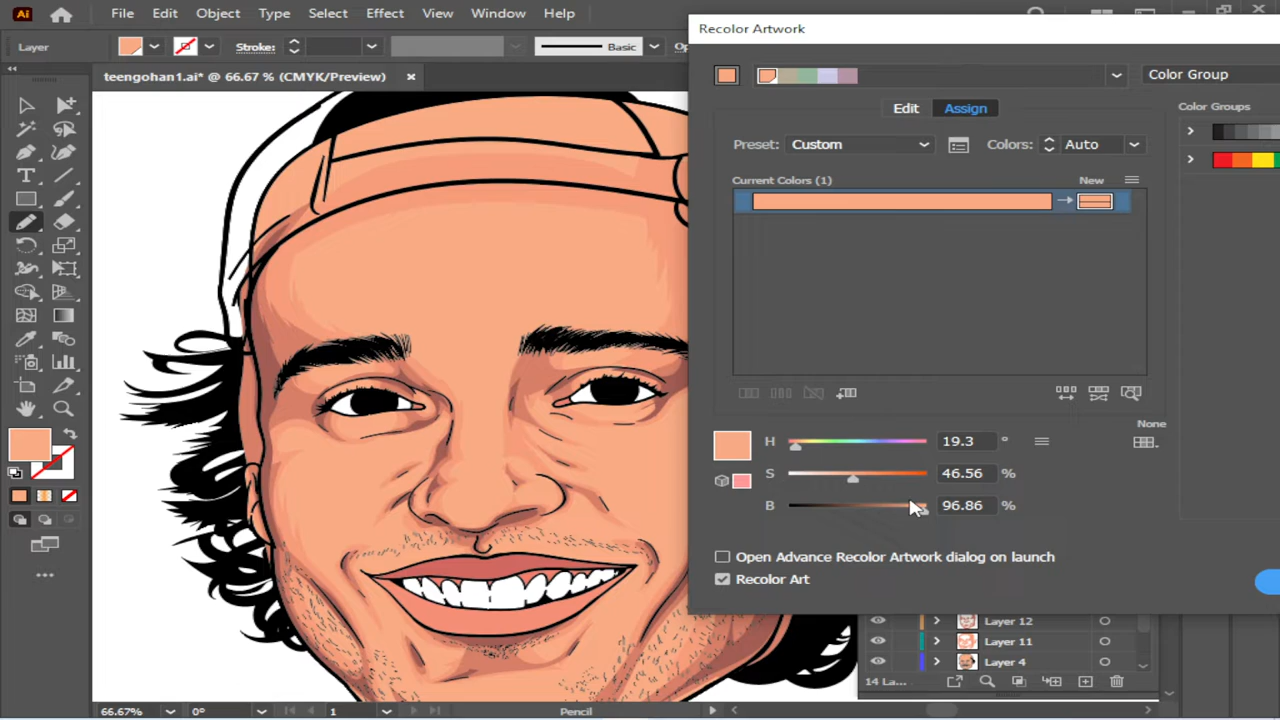 Ai File Edit Object Type Select Effect View Window Help
Recolor Artwork
Layer Stroke: Basic
teengohan1.ai* @ 66.67 % (CMYK/Preview)
Color Group
Edit Assign
Color Groups
Preset: Custom Colors: Auto
Current Colors (1) New
None
H 19.3 °
S 46.56 %
B 96.86 %
Open Advance Recolor Artwork dialog on launch
Recolor Art
Layer 12
Layer 11
Layer 4
14 La...
66.67% 0° 1 Pencil